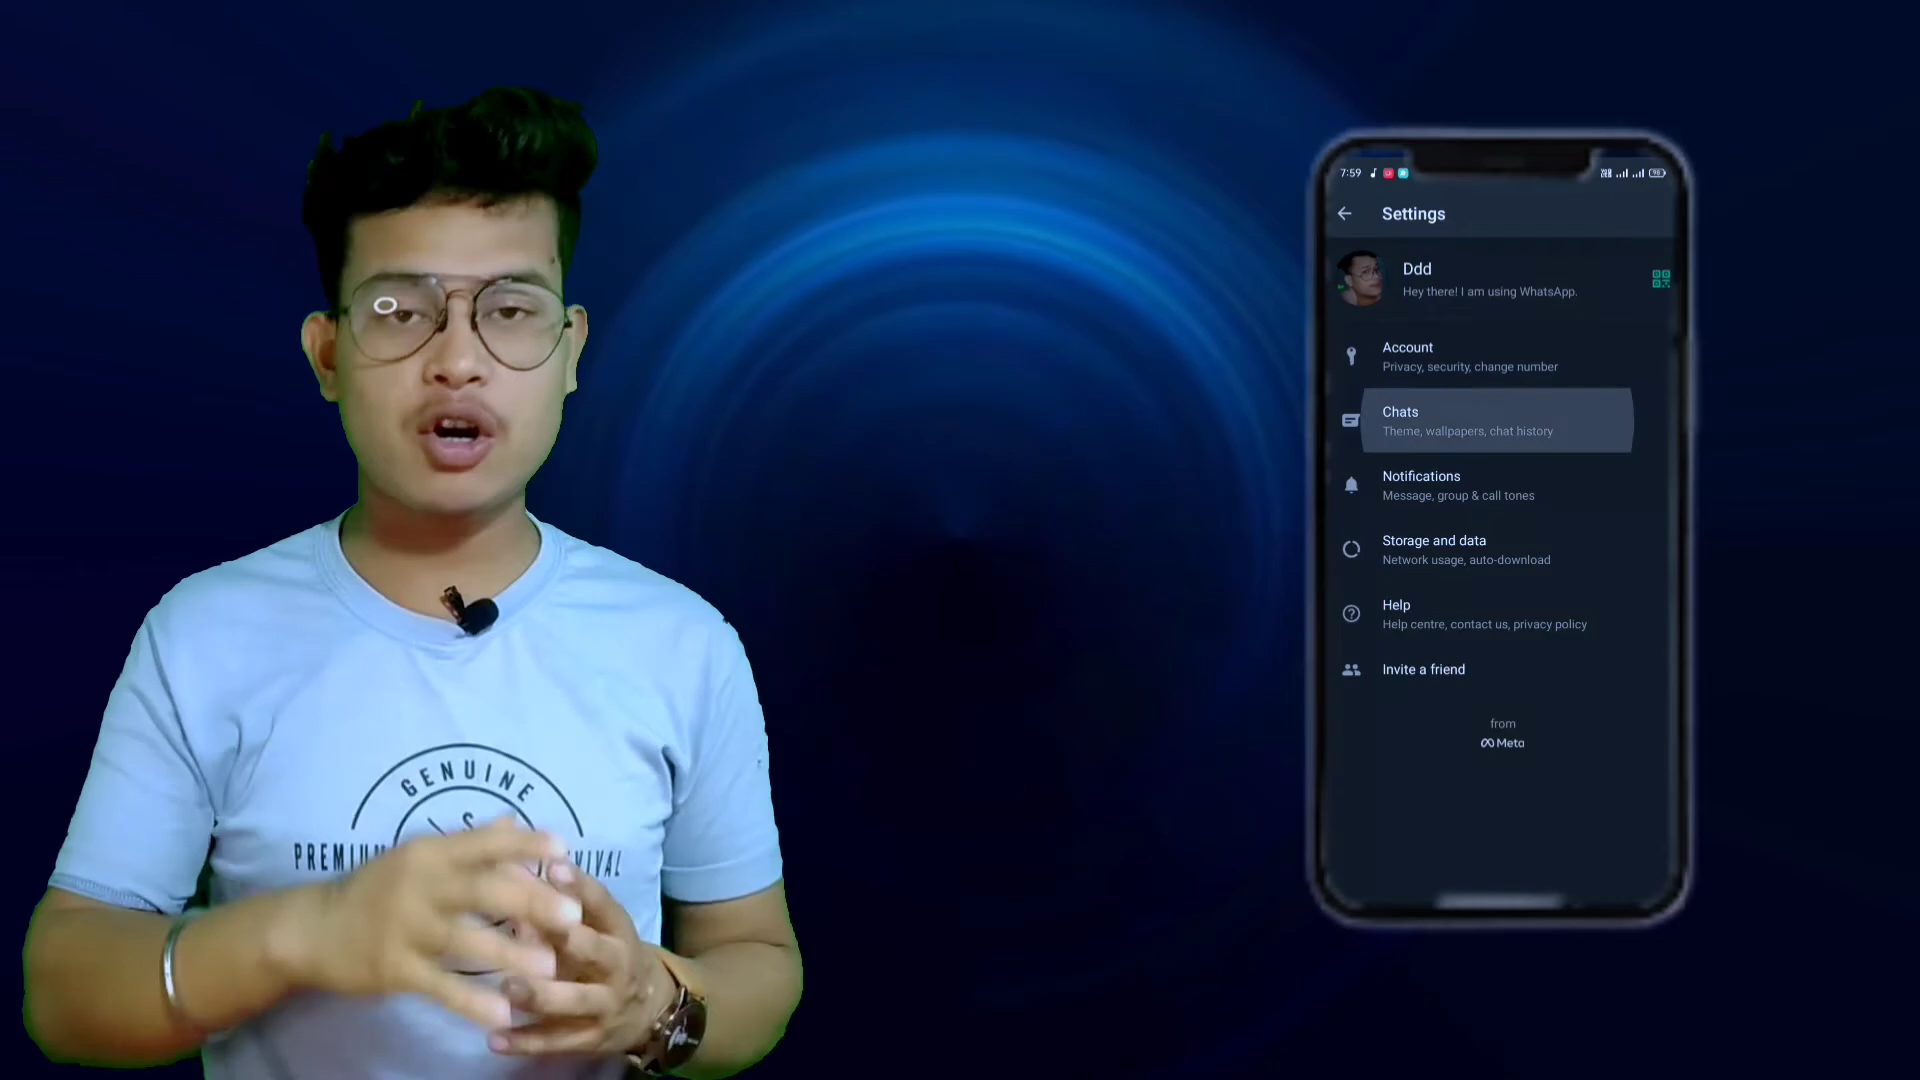 GENUINE
S
7:59
98
Settings
Ddd
Hey there! I am using WhatsApp.
Account
Privacy, security, change number
Chats
Theme, wallpapers, chat history
Notifications
Message, group & call tones
Storage and data
Network usage, auto-download
Help
Help centre, contact us, privacy policy
Invite a friend
from
Meta